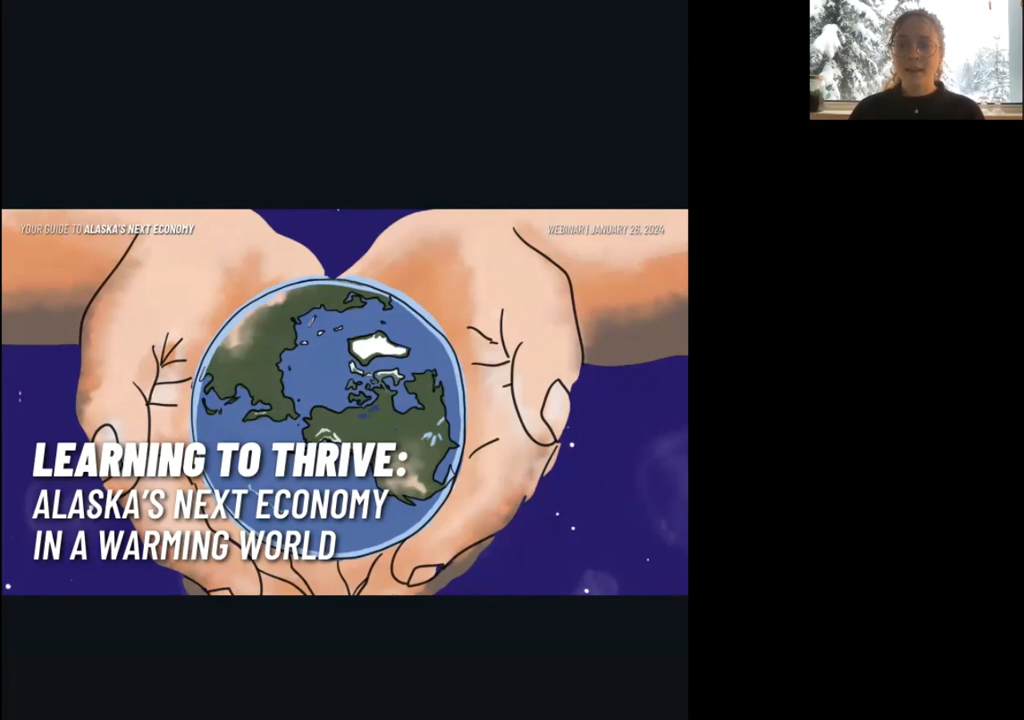 YOUR GUIDE TO ALASKA'S NEXT ECONOMY
WEBINAR | JANUARY 26, 2024
LEARNING TO THRIVE:
ALASKA'S NEXT ECONOMY
IN A WARMING WORLD